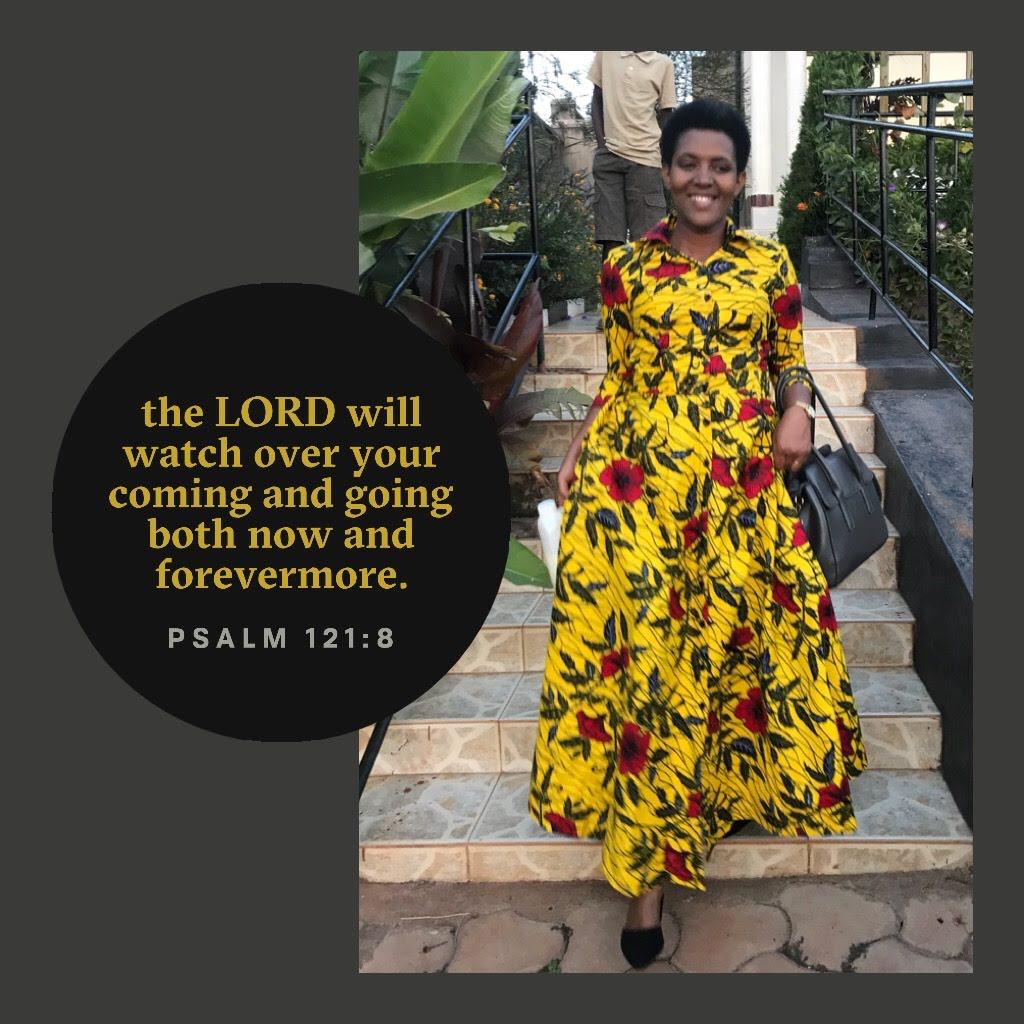 the LORD will
watch over your
coming and going
both now and
forevermore.
PSALM 121:8